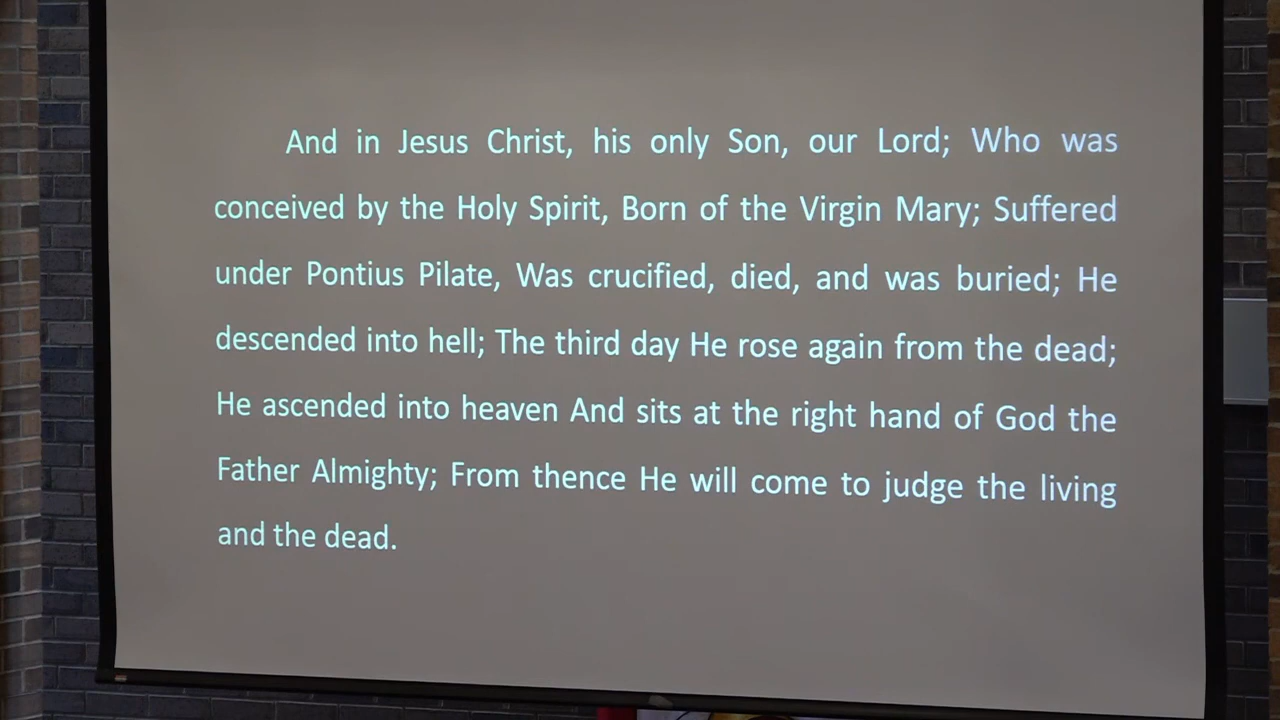 And in Jesus Christ, his only Son, our Lord; Who was
conceived by the Holy Spirit, Born of the Virgin Mary; Suffered
under Pontius Pilate, Was crucified, died, and was buried; He
descended into hell; The third day He rose again from the dead;
He ascended into heaven And sits at the right hand of God the
Father Almighty; From thence He will come to judge the living
and the dead.